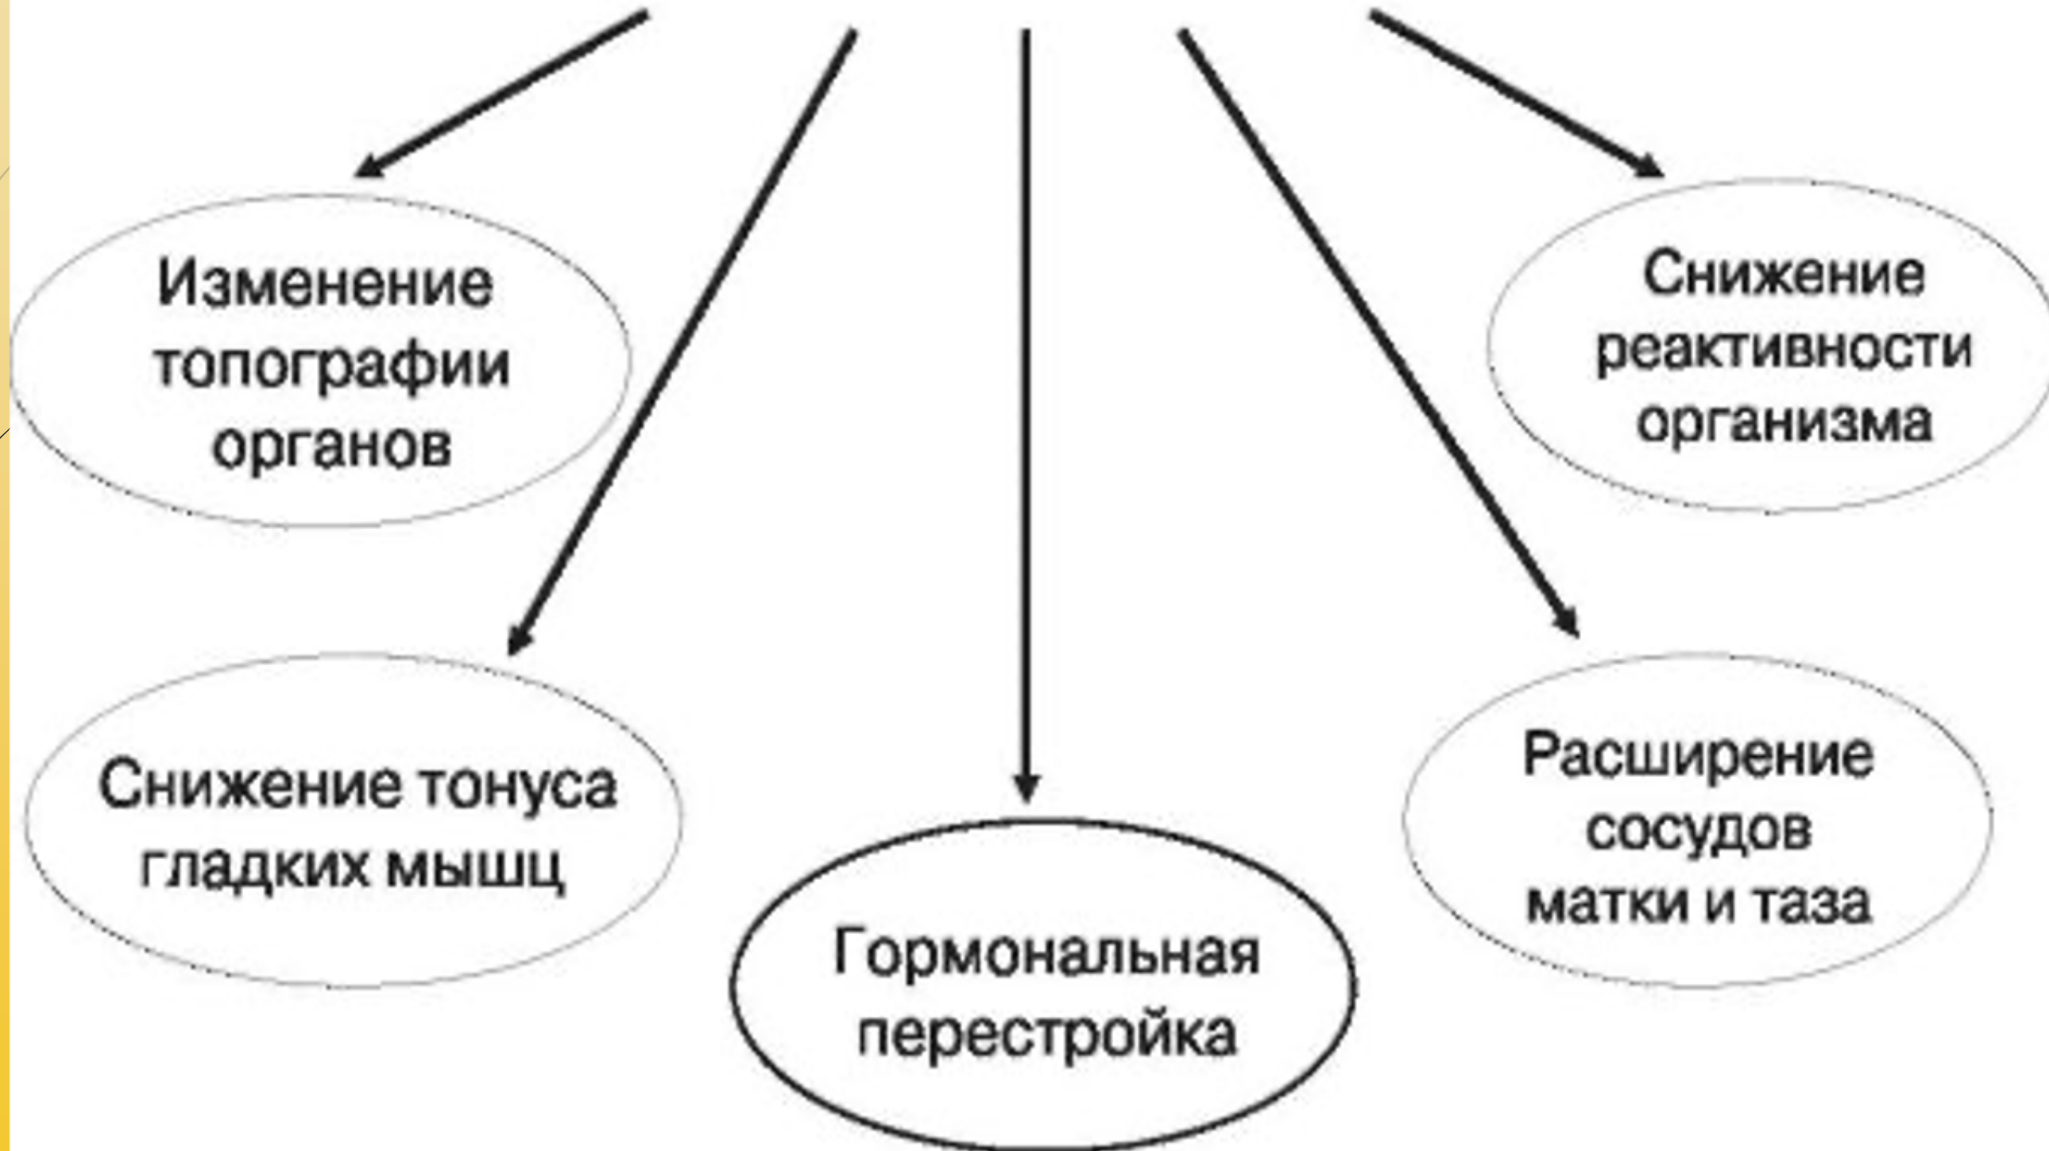 Изменение
топографии
органов
Снижение
реактивности
организма
Снижение тонуса
гладких мышц
Расширение
сосудов
матки и таза
Гормональная
перестройка